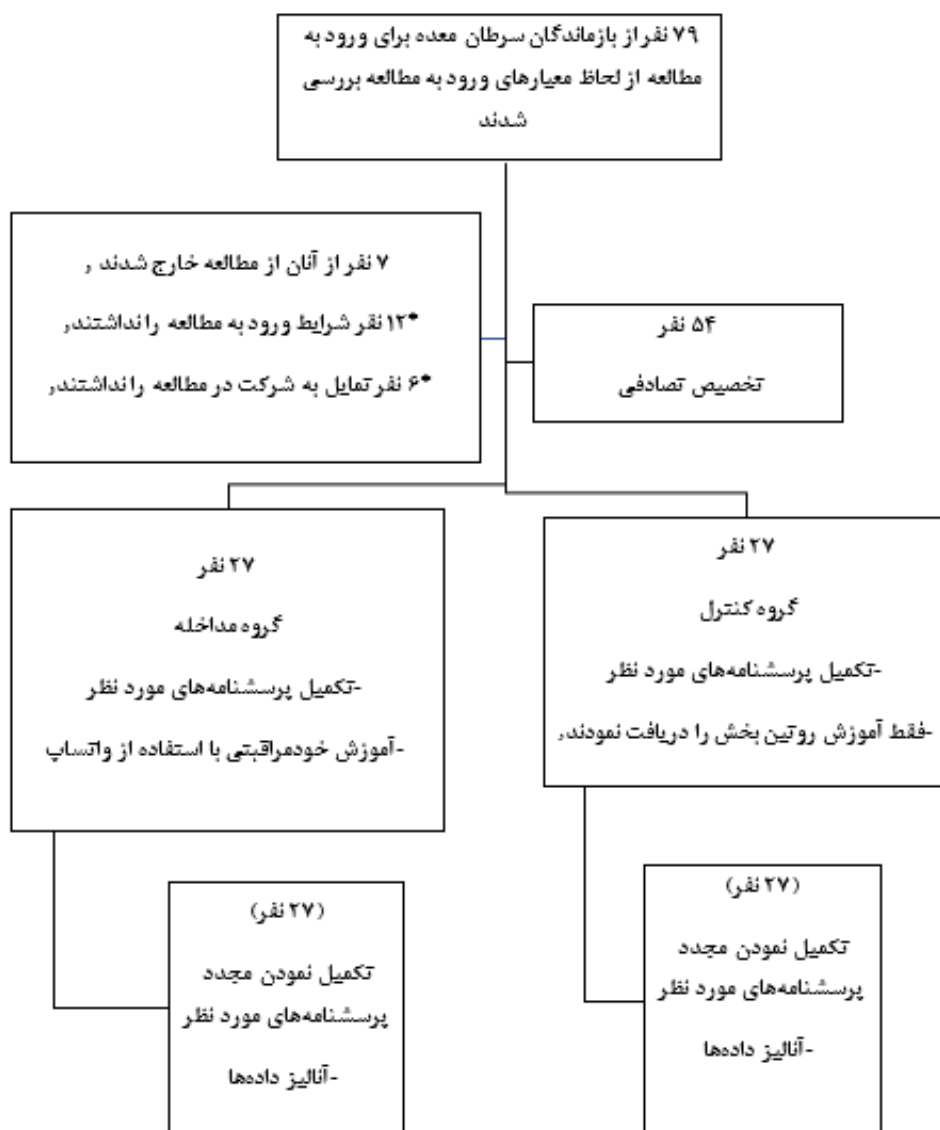 ۷۹ نفر از بازماندگان سرطان معده برای ورود به
مطالعه از لحاظ معیارهای ورود به مطالعه بررسی
شدند
۷ نفر از آنان از مطالعه خارج شدند ,
*۱۲ نفر شرایط ورود به مطالعه را نداشتند,
*۶ نفر تمایل به شرکت در مطالعه را نداشتند,
۵۴ نفر
تخصیص تصادفی
۲۷ نفر
گروه کنترل
-تکمیل پرسشنامه‌های مورد نظر
-فقط آموزش روتین بخش را دریافت نمودند,
۲۷ نفر
گروه مداخله
-تکمیل پرسشنامه‌های مورد نظر
-آموزش خودمراقبتی با استفاده از واتساپ
(۲۷ نفر)
تکمیل نمودن مجدد
پرسشنامه‌های مورد نظر
-آنالیز داده‌ها
(۲۷ نفر)
تکمیل نمودن مجدد
پرسشنامه‌های مورد نظر
-آنالیز داده‌ها